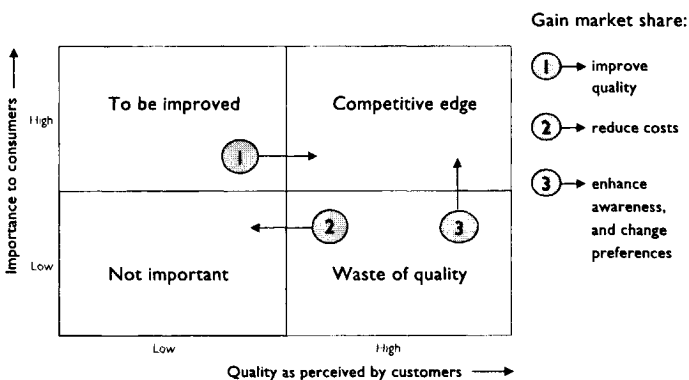 Gain market share:
1 improve
quality
2 reduce costs
3 enhance
awareness,
and change
preferences
Importance to consumers
High
Low
To be improved
Competitive edge
1
2
3
Not important
Waste of quality
Low
High
Quality as perceived by customers